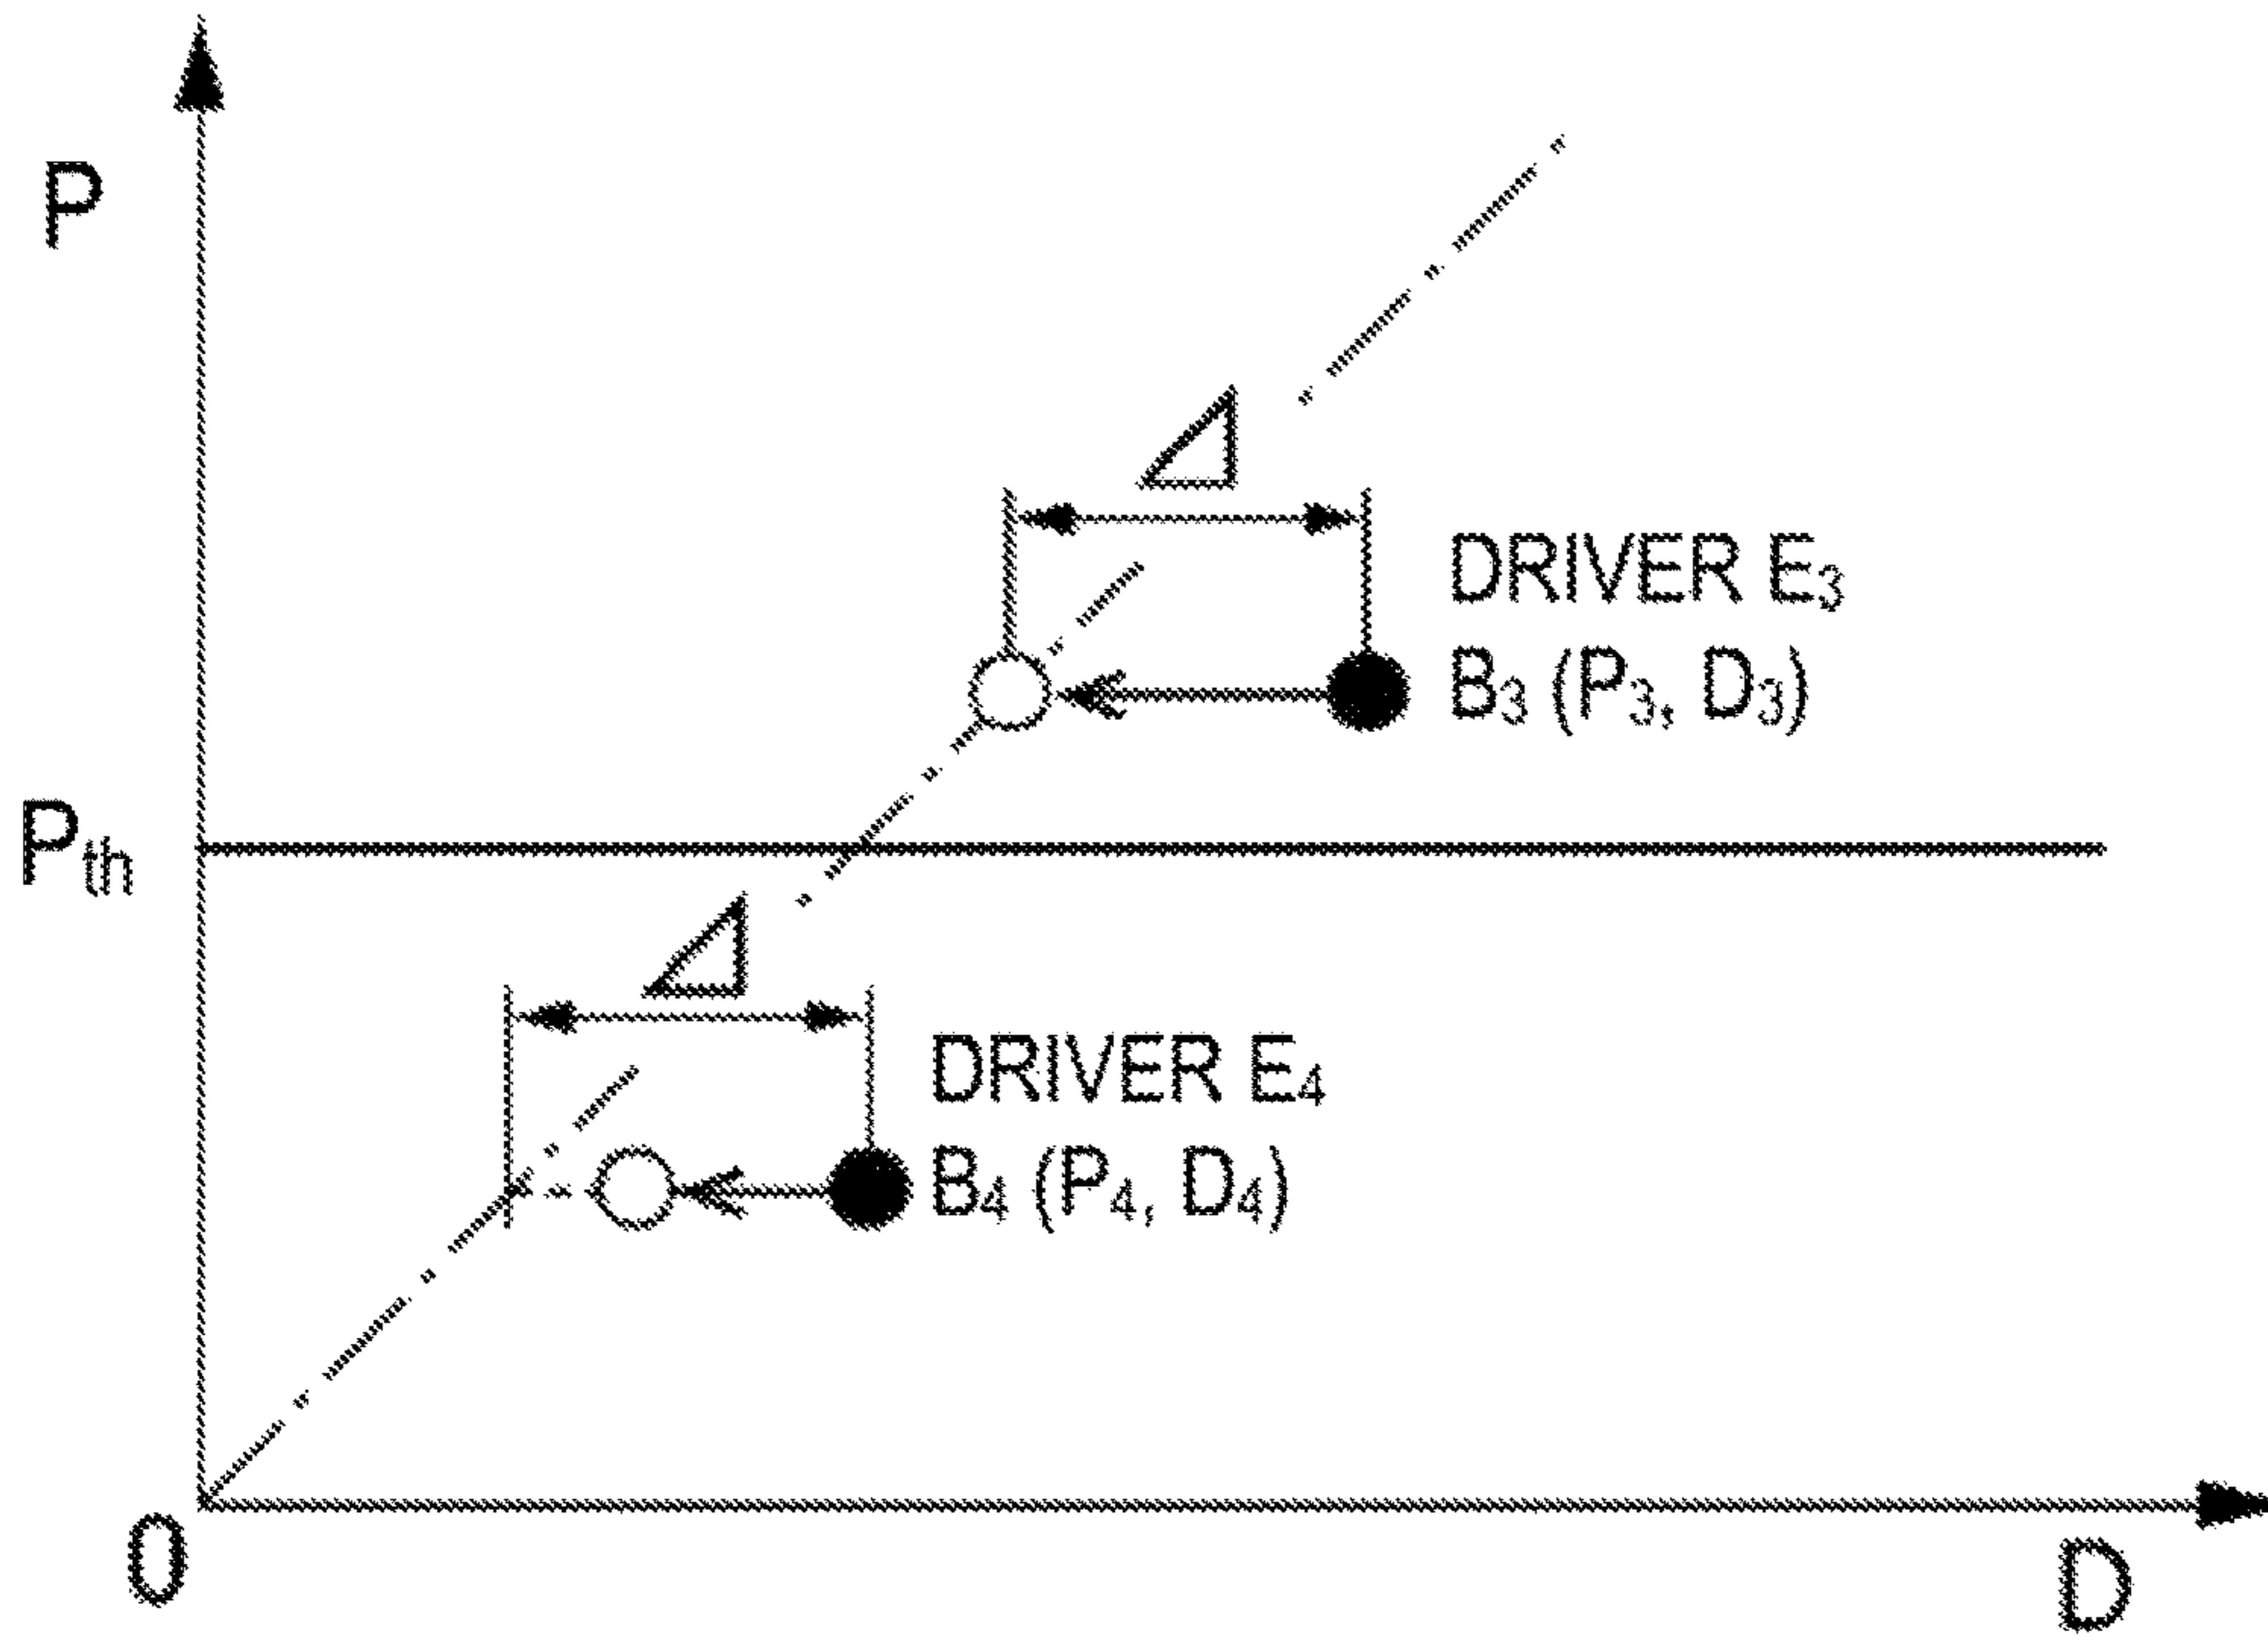 P
⊿
DRIVER E₃
B₃ (P₃, D₃)
Pth
⊿
DRIVER E₄
B₄ (P₄, D₄)
0
D